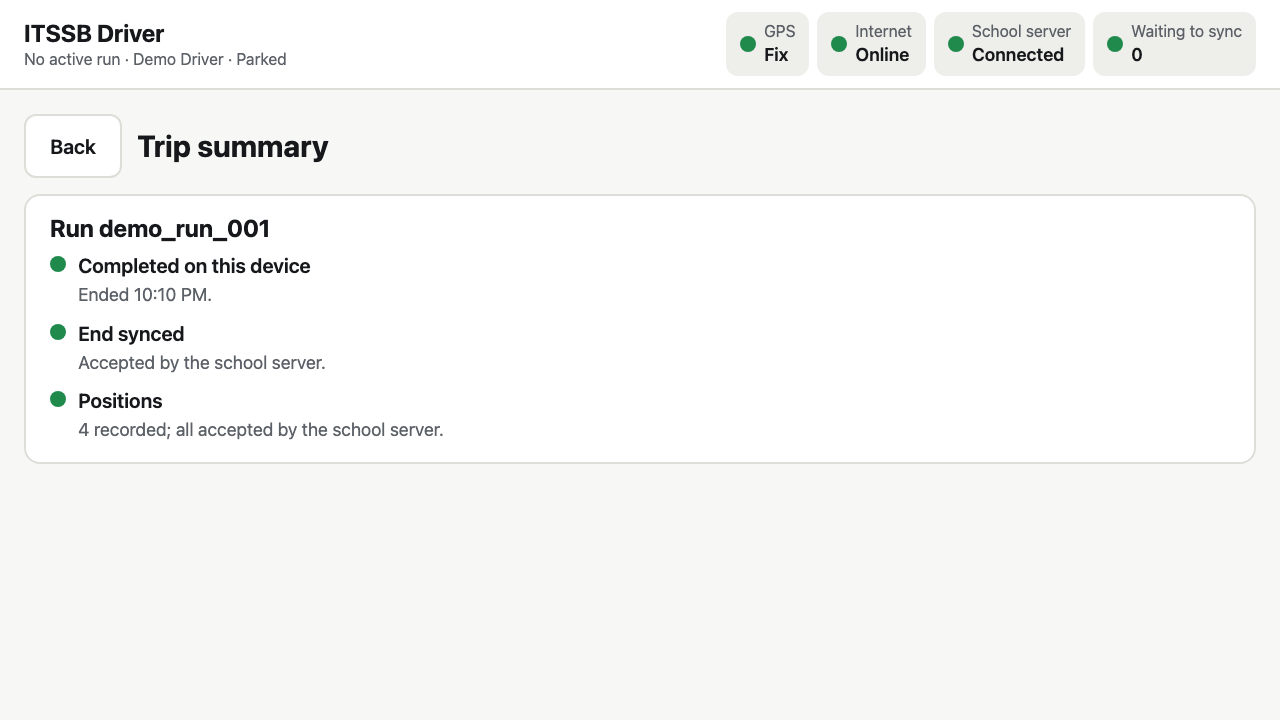 ITSSB Driver
No active run · Demo Driver · Parked
GPS
Fix
Internet
Online
School server
Connected
Waiting to sync
0
Back
Trip summary
Run demo_run_001
Completed on this device
Ended 10:10 PM.
End synced
Accepted by the school server.
Positions
4 recorded; all accepted by the school server.